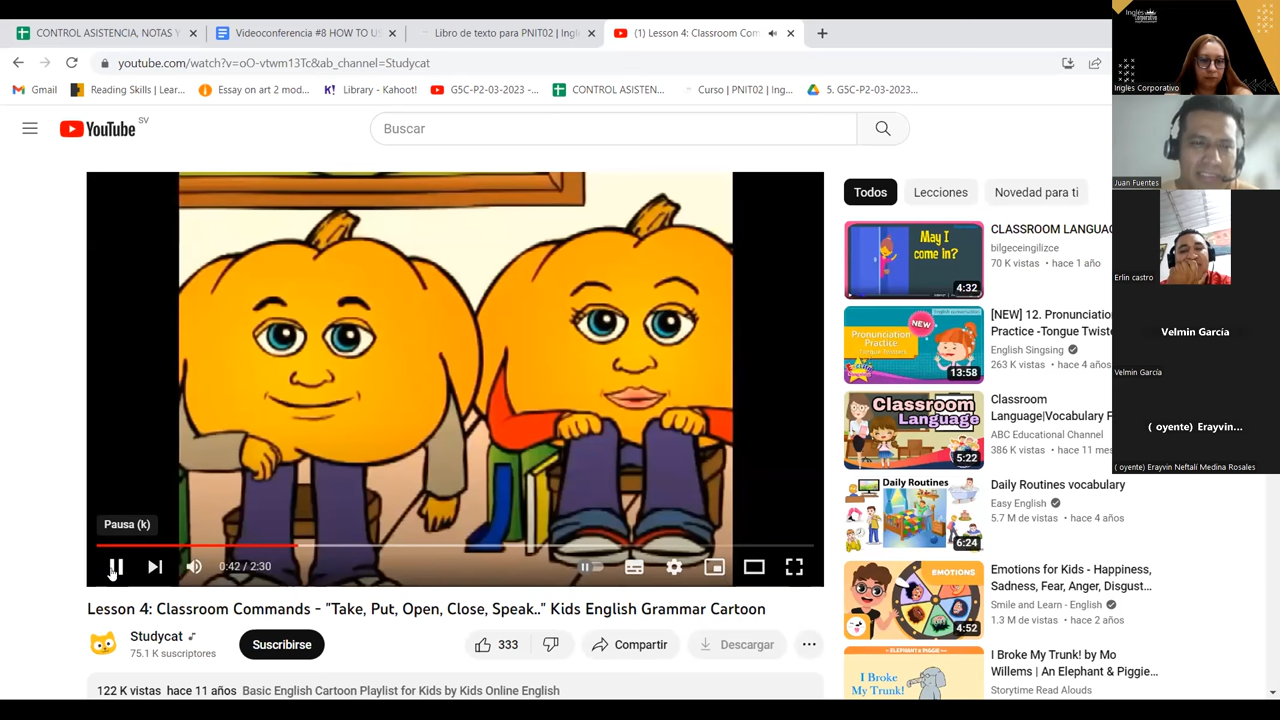 CONTROL ASISTENCIA, NOTAS Y
Videoconferencia #8 HOW TO U
Libro de texto para PNIT02 | Ingl
(1) Lesson 4: Classroom Com
youtube.com/watch?v=oO-vtwm13Tc&ab_channel=Studycat
Gmail
Reading Skills | Lear...
Essay on art 2 mod...
Library - Kahoot!
G5C-P2-03-2023 -...
CONTROL ASISTEN...
Curso | PNIT02 | Ing...
5. G5C-P2-03-2023...
YouTube
SV
Buscar
Todos
Lecciones
Novedad para ti
May I
come in?
4:32
CLASSROOM LANGUAG
bilgeceingilizce
70 K vistas • hace 1 año
NEW
Pronunciation
Practice
13:58
[NEW] 12. Pronunciation
Practice -Tongue Twiste
English Singsing
263 K vistas • hace 4 años
Classroom
Language
5:22
Classroom
Language|Vocabulary F
ABC Educational Channel
386 K vistas • hace 11 mes
Daily Routines
6:24
Daily Routines vocabulary
Easy English
5.7 M de vistas • hace 4 años
EMOTIONS
4:52
Emotions for Kids - Happiness,
Sadness, Fear, Anger, Disgust...
Smile and Learn - English
1.3 M de vistas • hace 2 años
I Broke
My Trunk!
I Broke My Trunk! by Mo
Willems | An Elephant & Piggie...
Storytime Read Alouds
Pausa (k)
0:42 / 2:30
Lesson 4: Classroom Commands - "Take, Put, Open, Close, Speak.." Kids English Grammar Cartoon
Studycat
75.1 K suscriptores
Suscribirse
333
Compartir
Descargar
122 K vistas hace 11 años Basic English Cartoon Playlist for Kids by Kids Online English
Inglés
Corporativo
Ingles Corporativo
Juan Fuentes
Erlin castro
Velmin García
Velmin García
( oyente) Erayvin...
( oyente) Erayvin Neftalí Medina Rosales